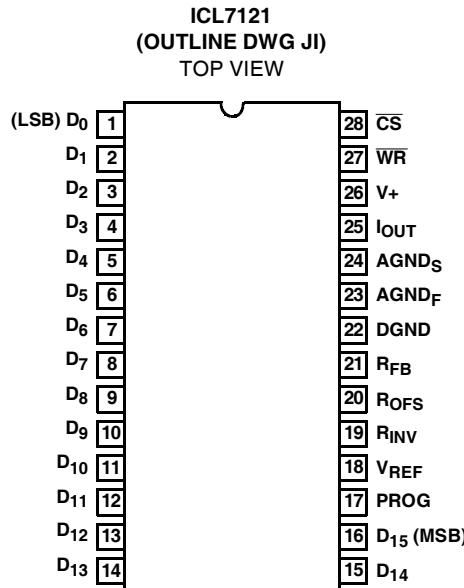 ICL7121
(OUTLINE DWG JI)
TOP VIEW
(LSB) D0 1 28 CS
D1 2 27 WR
D2 3 26 V+
D3 4 25 IOUT
D4 5 24 AGNDS
D5 6 23 AGNDF
D6 7 22 DGND
D7 8 21 RFB
D8 9 20 ROFS
D9 10 19 RINV
D10 11 18 VREF
D11 12 17 PROG
D12 13 16 D15 (MSB)
D13 14 15 D14